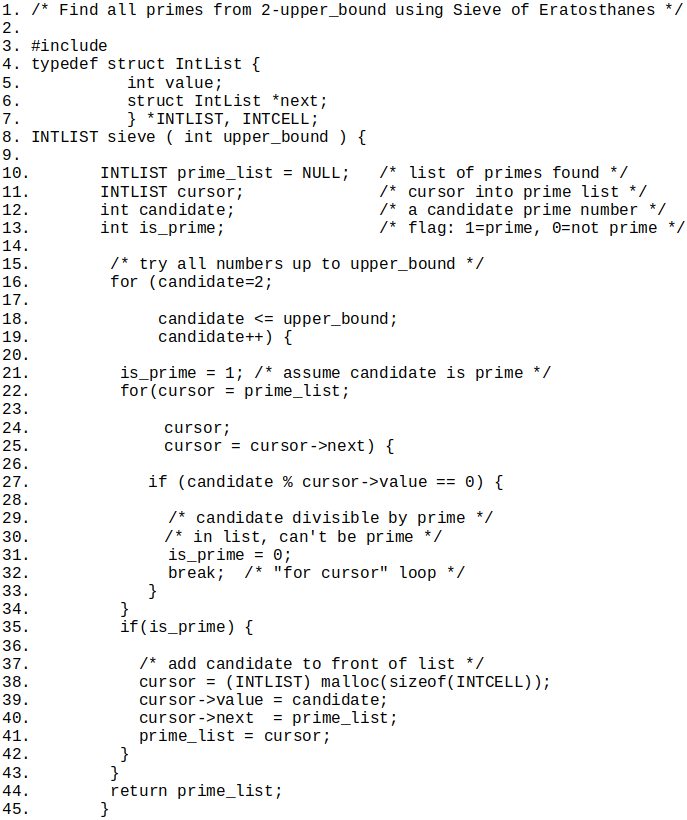 1. /* Find all primes from 2-upper_bound using Sieve of Eratosthanes */
2.
3. #include
4. typedef struct IntList {
5. int value;
6. struct IntList *next;
7. } *INTLIST, INTCELL;
8. INTLIST sieve ( int upper_bound ) {
9.
10. INTLIST prime_list = NULL; /* list of primes found */
11. INTLIST cursor; /* cursor into prime list */
12. int candidate; /* a candidate prime number */
13. int is_prime; /* flag: 1=prime, 0=not prime */
14.
15. /* try all numbers up to upper_bound */
16. for (candidate=2;
17.
18. candidate <= upper_bound;
19. candidate++) {
20.
21. is_prime = 1; /* assume candidate is prime */
22. for(cursor = prime_list;
23.
24. cursor;
25. cursor = cursor->next) {
26.
27. if (candidate % cursor->value == 0) {
28.
29. /* candidate divisible by prime */
30. /* in list, can't be prime */
31. is_prime = 0;
32. break; /* "for cursor" loop */
33. }
34. }
35. if(is_prime) {
36.
37. /* add candidate to front of list */
38. cursor = (INTLIST) malloc(sizeof(INTCELL));
39. cursor->value = candidate;
40. cursor->next = prime_list;
41. prime_list = cursor;
42. }
43. }
44. return prime_list;
45. }